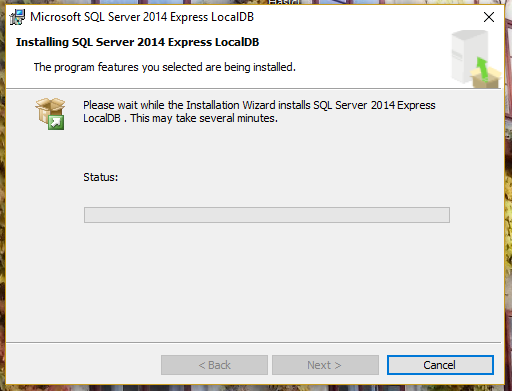 Microsoft SQL Server 2014 Express LocalDB
Installing SQL Server 2014 Express LocalDB
The program features you selected are being installed.
Please wait while the Installation Wizard installs SQL Server 2014 Express
LocalDB . This may take several minutes.
Status:
< Back
Next >
Cancel